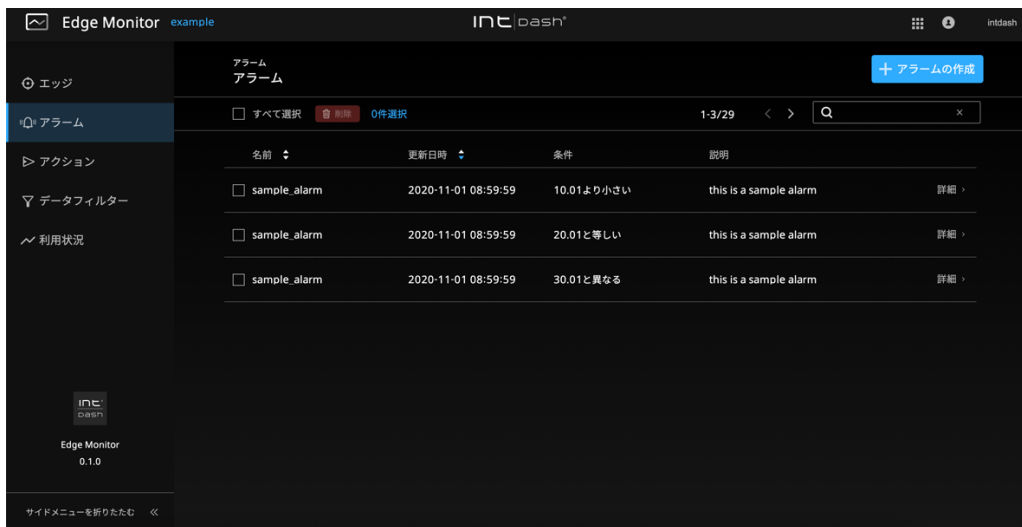 Edge Monitor example
intdash
intdash
エッジ
アラーム
アクション
データフィルター
利用状況
intdash
Edge Monitor
0.1.0
サイドメニューを折りたたむ
アラーム
アラーム
アラームの作成
すべて選択 削除 0件選択 1-3/29
名前 更新日時 条件 説明
sample_alarm 2020-11-01 08:59:59 10.01より小さい this is a sample alarm 詳細
sample_alarm 2020-11-01 08:59:59 20.01と等しい this is a sample alarm 詳細
sample_alarm 2020-11-01 08:59:59 30.01と異なる this is a sample alarm 詳細